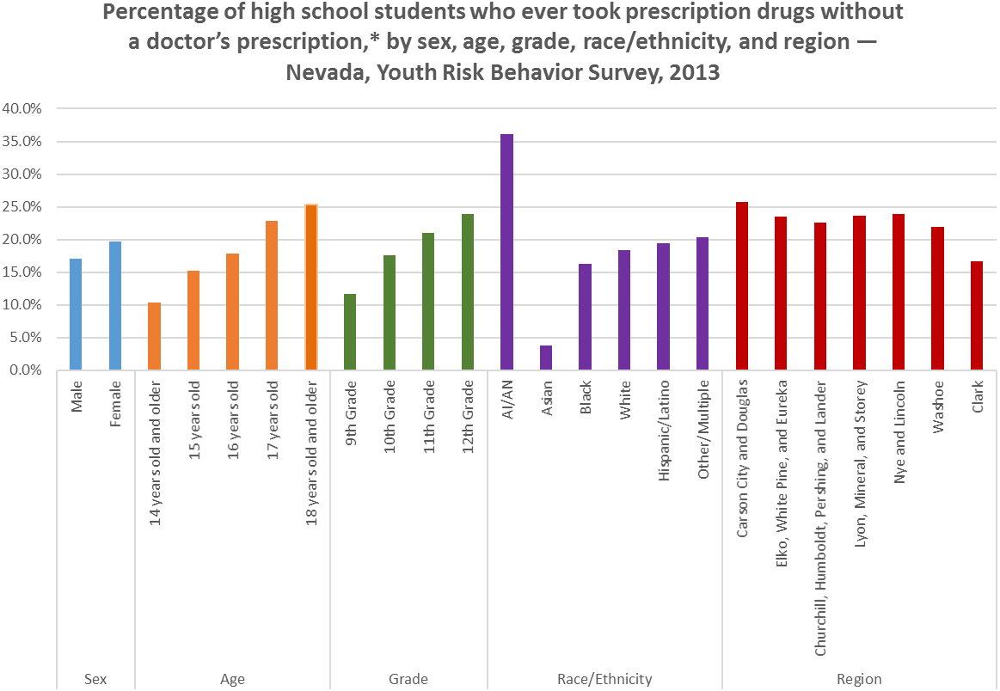 Percentage of high school students who ever took prescription drugs without
a doctor’s prescription,* by sex, age, grade, race/ethnicity, and region —
Nevada, Youth Risk Behavior Survey, 2013
40.0%
35.0%
30.0%
25.0%
20.0%
15.0%
10.0%
5.0%
0.0%
Male
Female
14 years old and older
15 years old
16 years old
17 years old
18 years old and older
9th Grade
10th Grade
11th Grade
12th Grade
AI/AN
Asian
Black
White
Hispanic/Latino
Other/Multiple
Carson City and Douglas
Elko, White Pine, and Eureka
Churchill, Humboldt, Pershing, and Lander
Lyon, Mineral, and Storey
Nye and Lincoln
Washoe
Clark
Sex
Age
Grade
Race/Ethnicity
Region